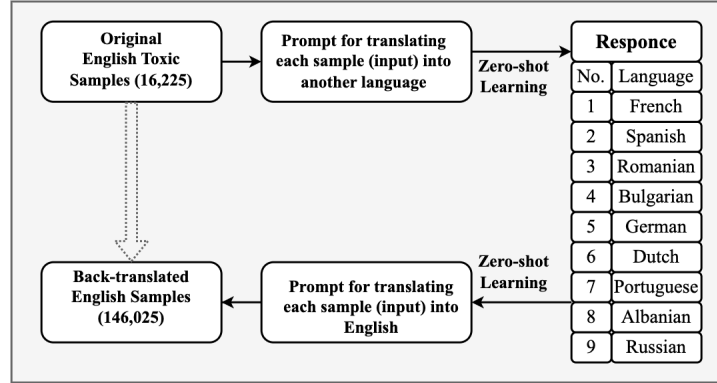 Original
English Toxic
Samples (16,225)
Prompt for translating
each sample (input) into
another language
Zero-shot
Learning
Responce
No. Language
1 French
2 Spanish
3 Romanian
4 Bulgarian
5 German
6 Dutch
7 Portuguese
8 Albanian
9 Russian
Zero-shot
Learning
Prompt for translating
each sample (input) into
English
Back-translated
English Samples
(146,025)